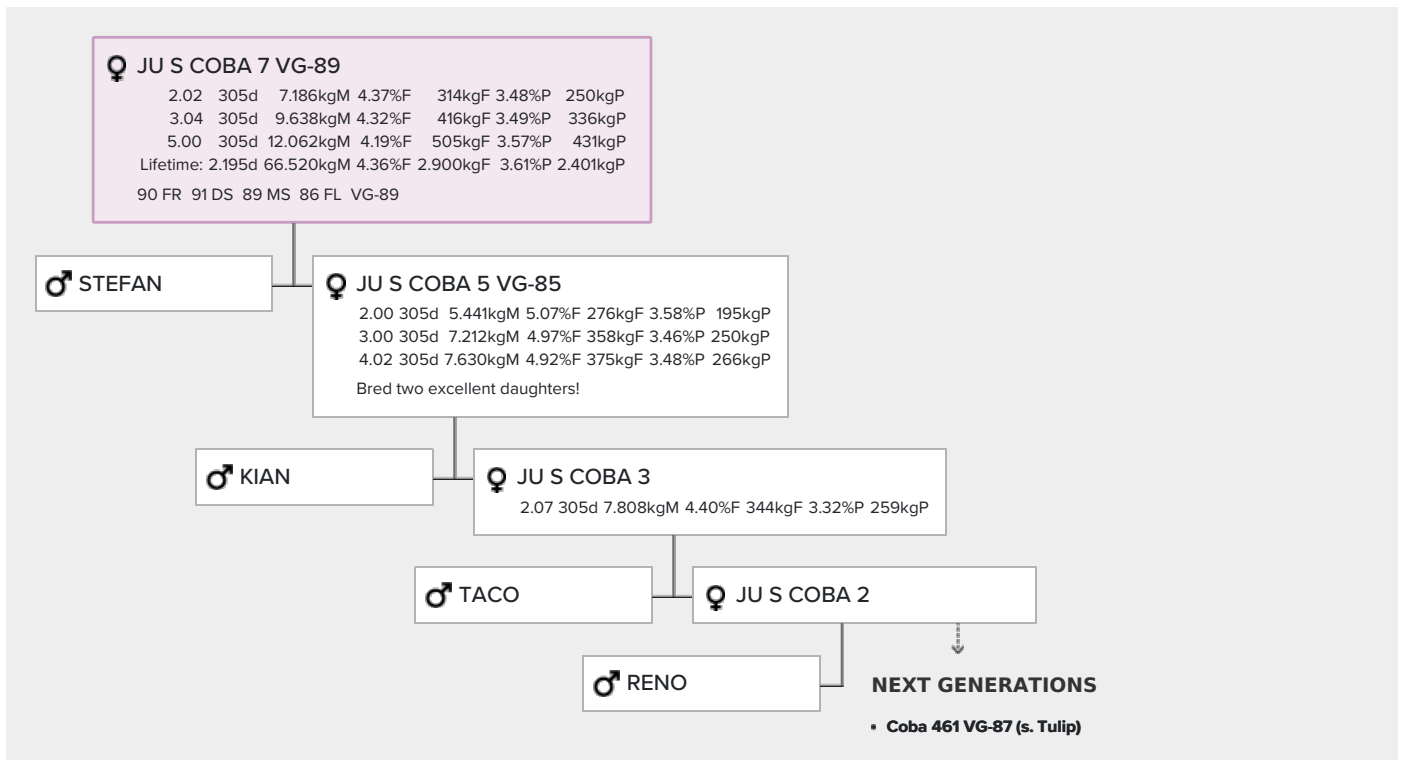 JU S COBA 7 VG-89
2.02 305d 7.186kgM 4.37%F 314kgF 3.48%P 250kgP
3.04 305d 9.638kgM 4.32%F 416kgF 3.49%P 336kgP
5.00 305d 12.062kgM 4.19%F 505kgF 3.57%P 431kgP
Lifetime: 2.195d 66.520kgM 4.36%F 2.900kgF 3.61%P 2.401kgP
90 FR 91 DS 89 MS 86 FL VG-89
STEFAN
JU S COBA 5 VG-85
2.00 305d 5.441kgM 5.07%F 276kgF 3.58%P 195kgP
3.00 305d 7.212kgM 4.97%F 358kgF 3.46%P 250kgP
4.02 305d 7.630kgM 4.92%F 375kgF 3.48%P 266kgP
Bred two excellent daughters!
KIAN
JU S COBA 3
2.07 305d 7.808kgM 4.40%F 344kgF 3.32%P 259kgP
TACO
JU S COBA 2
RENO
NEXT GENERATIONS
• Coba 461 VG-87 (s. Tulip)